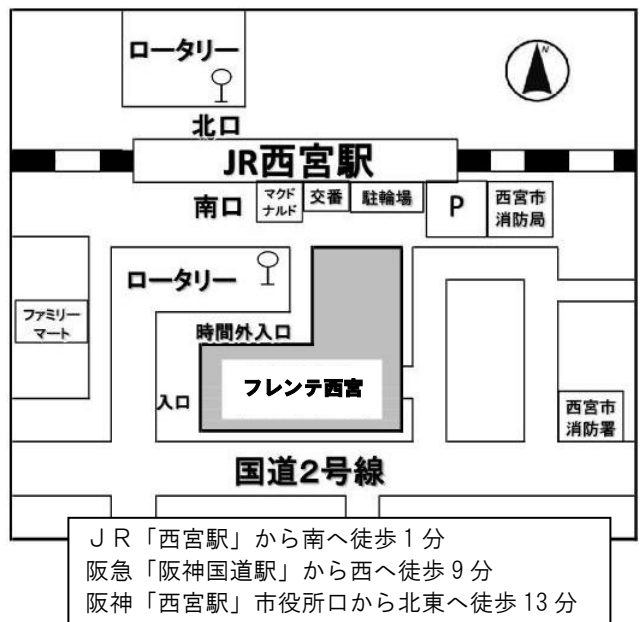 ロータリー
N
北口
JR西宮駅
南口
マクド
ナルド
交番
駐輪場
P
西宮市
消防局
ロータリー
ファミリー
マート
時間外入口
フレンテ西宮
入口
西宮市
消防署
国道2号線
ＪＲ「西宮駅」から南へ徒歩１分
阪急「阪神国道駅」から西へ徒歩９分
阪神「西宮駅」市役所口から北東へ徒歩13分